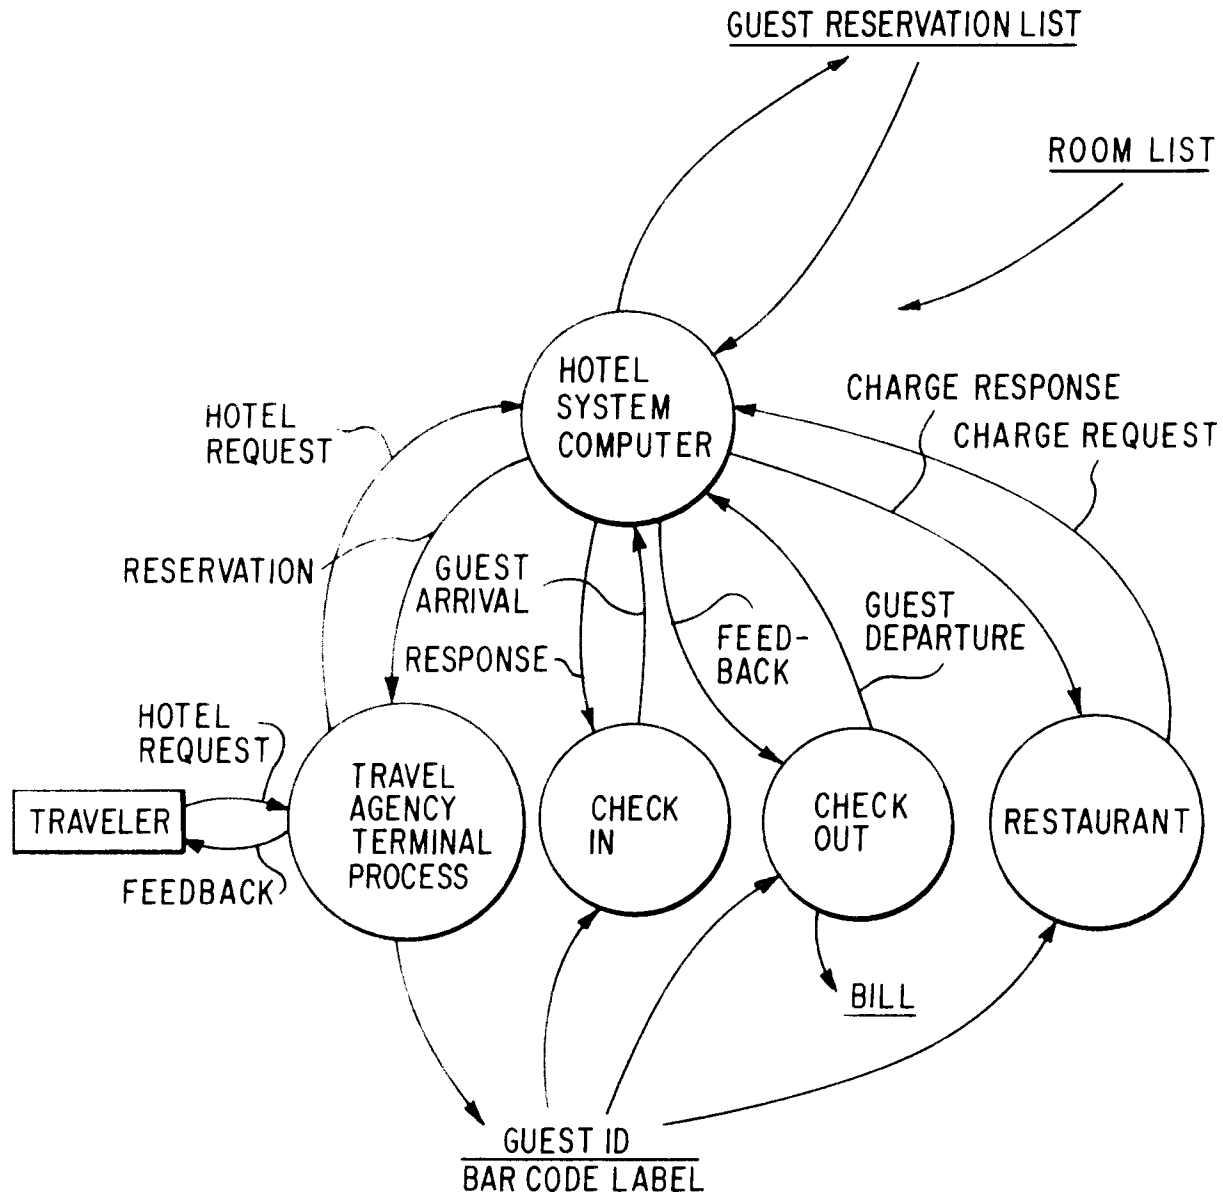 GUEST RESERVATION LIST
ROOM LIST
HOTEL
SYSTEM
COMPUTER
CHARGE RESPONSE
CHARGE REQUEST
HOTEL
REQUEST
RESERVATION
GUEST
ARRIVAL
RESPONSE
FEED-
BACK
GUEST
DEPARTURE
HOTEL
REQUEST
TRAVELER
FEEDBACK
TRAVEL
AGENCY
TERMINAL
PROCESS
CHECK
IN
CHECK
OUT
RESTAURANT
BILL
GUEST ID
BAR CODE LABEL